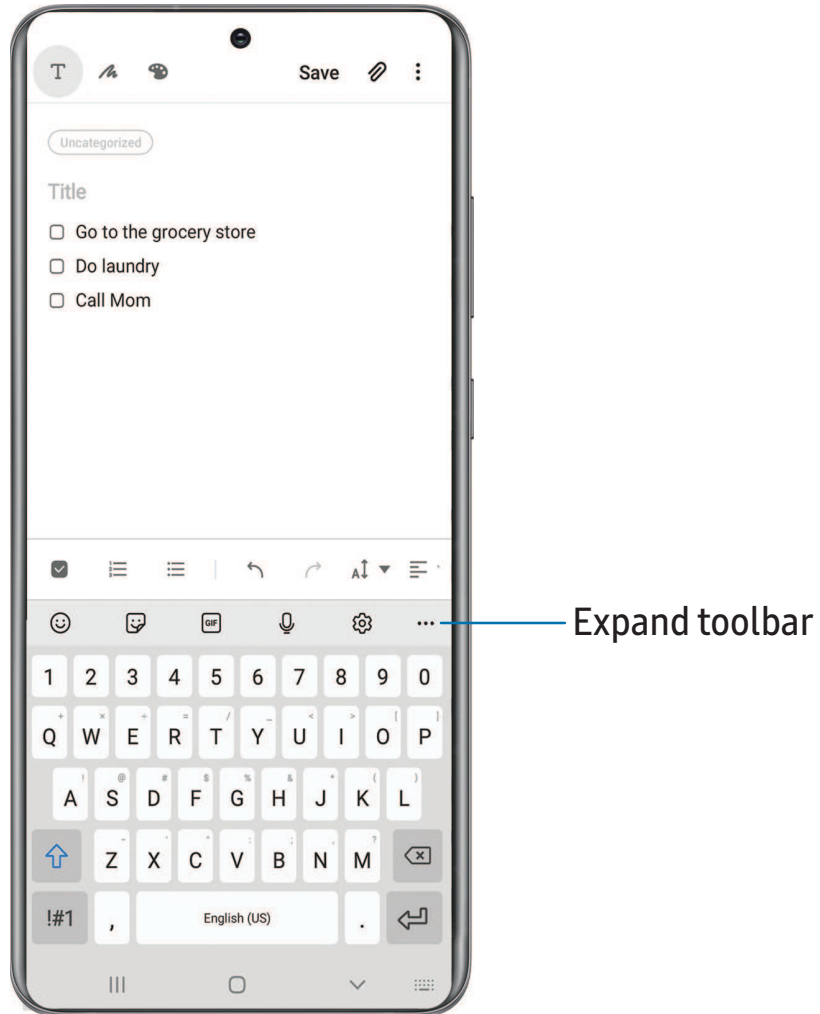 T Save
Uncategorized
Title
Go to the grocery store
Do laundry
Call Mom
A
GIF
Expand toolbar
1 2 3 4 5 6 7 8 9 0
+ × ÷ = / _ < > [ ]
Q W E R T Y U I O P
! @ # $ % & * ( )
A S D F G H J K L
- ' " : ; , ?
Z X C V B N M
!#1 , English (US) .